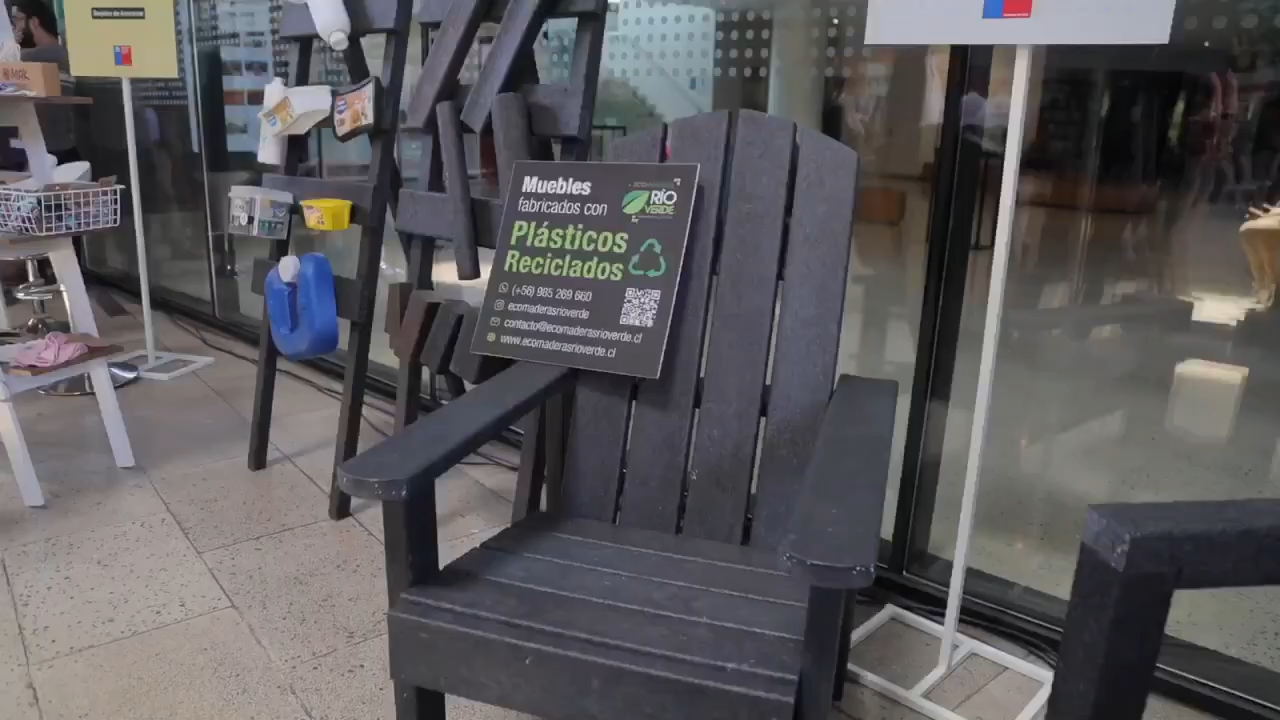 Muebles
fabricados con
Plásticos
Reciclados
RÍO
VERDE
(+56) 985 269 660
ecomaderasrioverde
contacto@ecomaderasrioverde.cl
www.ecomaderasrioverde.cl